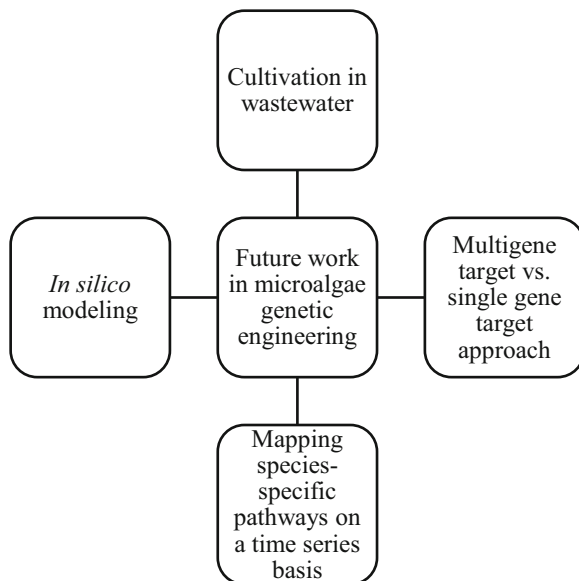 Cultivation in
wastewater
In silico
modeling
Future work
in microalgae
genetic
engineering
Multigene
target vs.
single gene
target
approach
Mapping
species-
specific
pathways on
a time series
basis